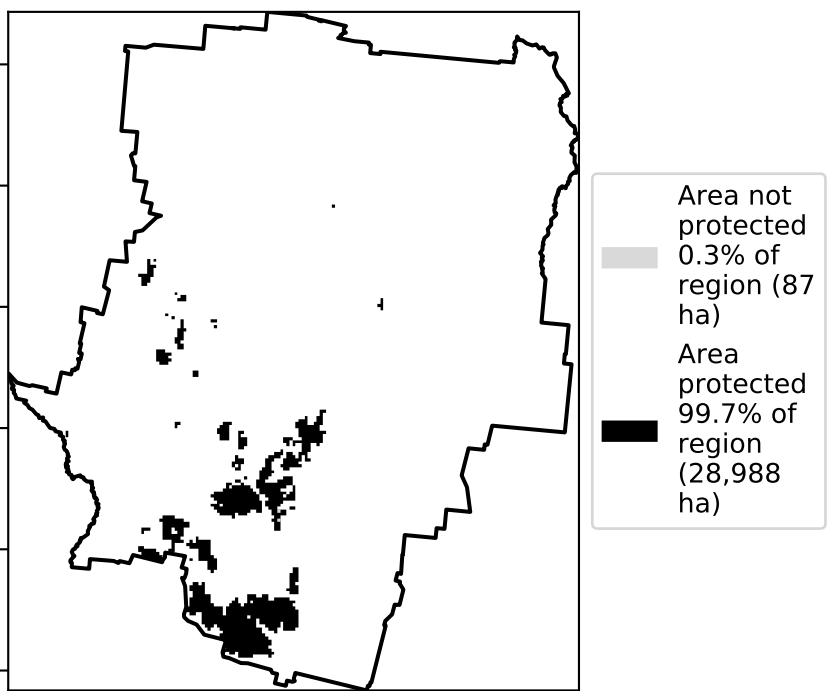 Area not
protected
0.3% of
region (87
ha)
Area
protected
99.7% of
region
(28,988
ha)